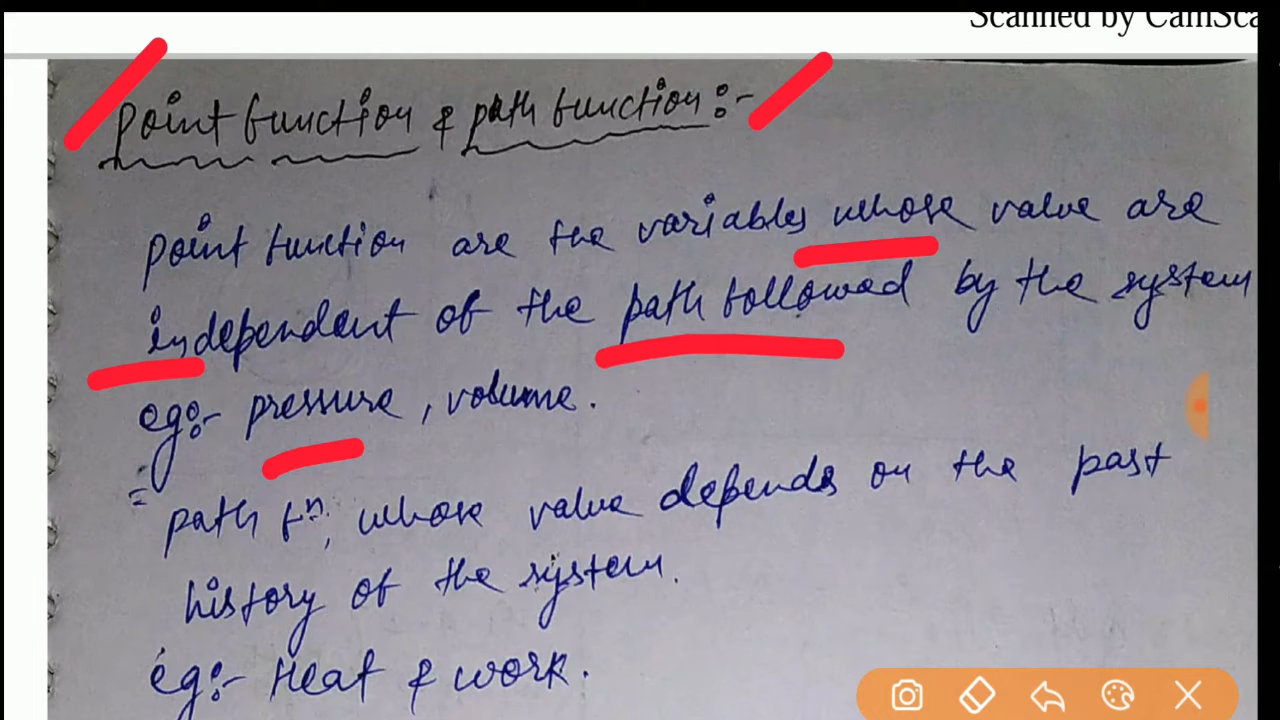 Scanned by CamSca
Point function & path function:-
Point function are the variables whose value are
independent of the path followed by the system
eg:- pressure, volume.
path fn, whose value depends on the past
history of the system.
eg:- Heat & work.